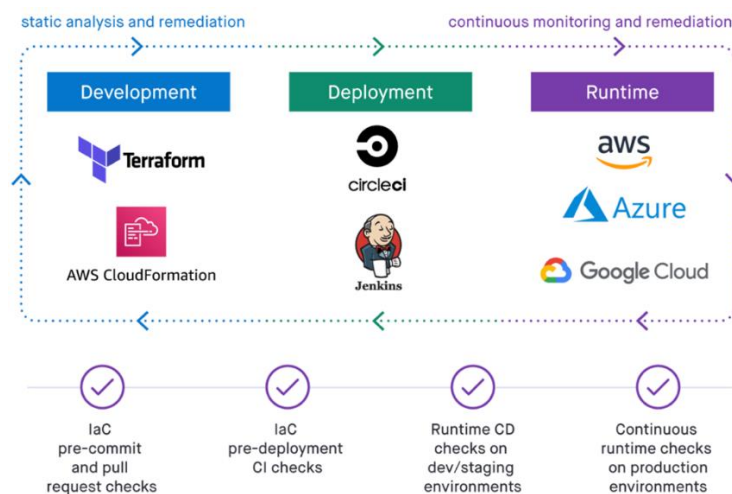 static analysis and remediation
continuous monitoring and remediation
Development
Deployment
Runtime
Terraform
AWS CloudFormation
circleci
Jenkins
aws
Azure
Google Cloud
IaC
pre-commit
and pull
request checks
IaC
pre-deployment
CI checks
Runtime CD
checks on
dev/staging
environments
Continuous
runtime checks
on production
environments